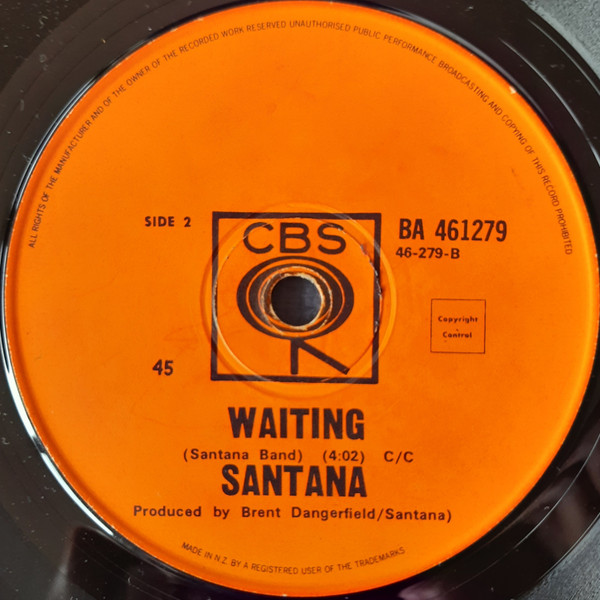 ALL RIGHTS OF THE MANUFACTURER AND OF THE OWNER OF THE RECORDED WORK RESERVED UNAUTHORISED PUBLIC PERFORMANCE BROADCASTING AND COPYING OF THIS RECORD PROHIBITED
SIDE 2
CBS
BA 461279
46-279-B
Copyright
Control
45
WAITING
(Santana Band) (4:02) C/C
SANTANA
Produced by Brent Dangerfield/Santana)
MADE IN N.Z. BY A REGISTFRED USER OF THE TRADEMARKS